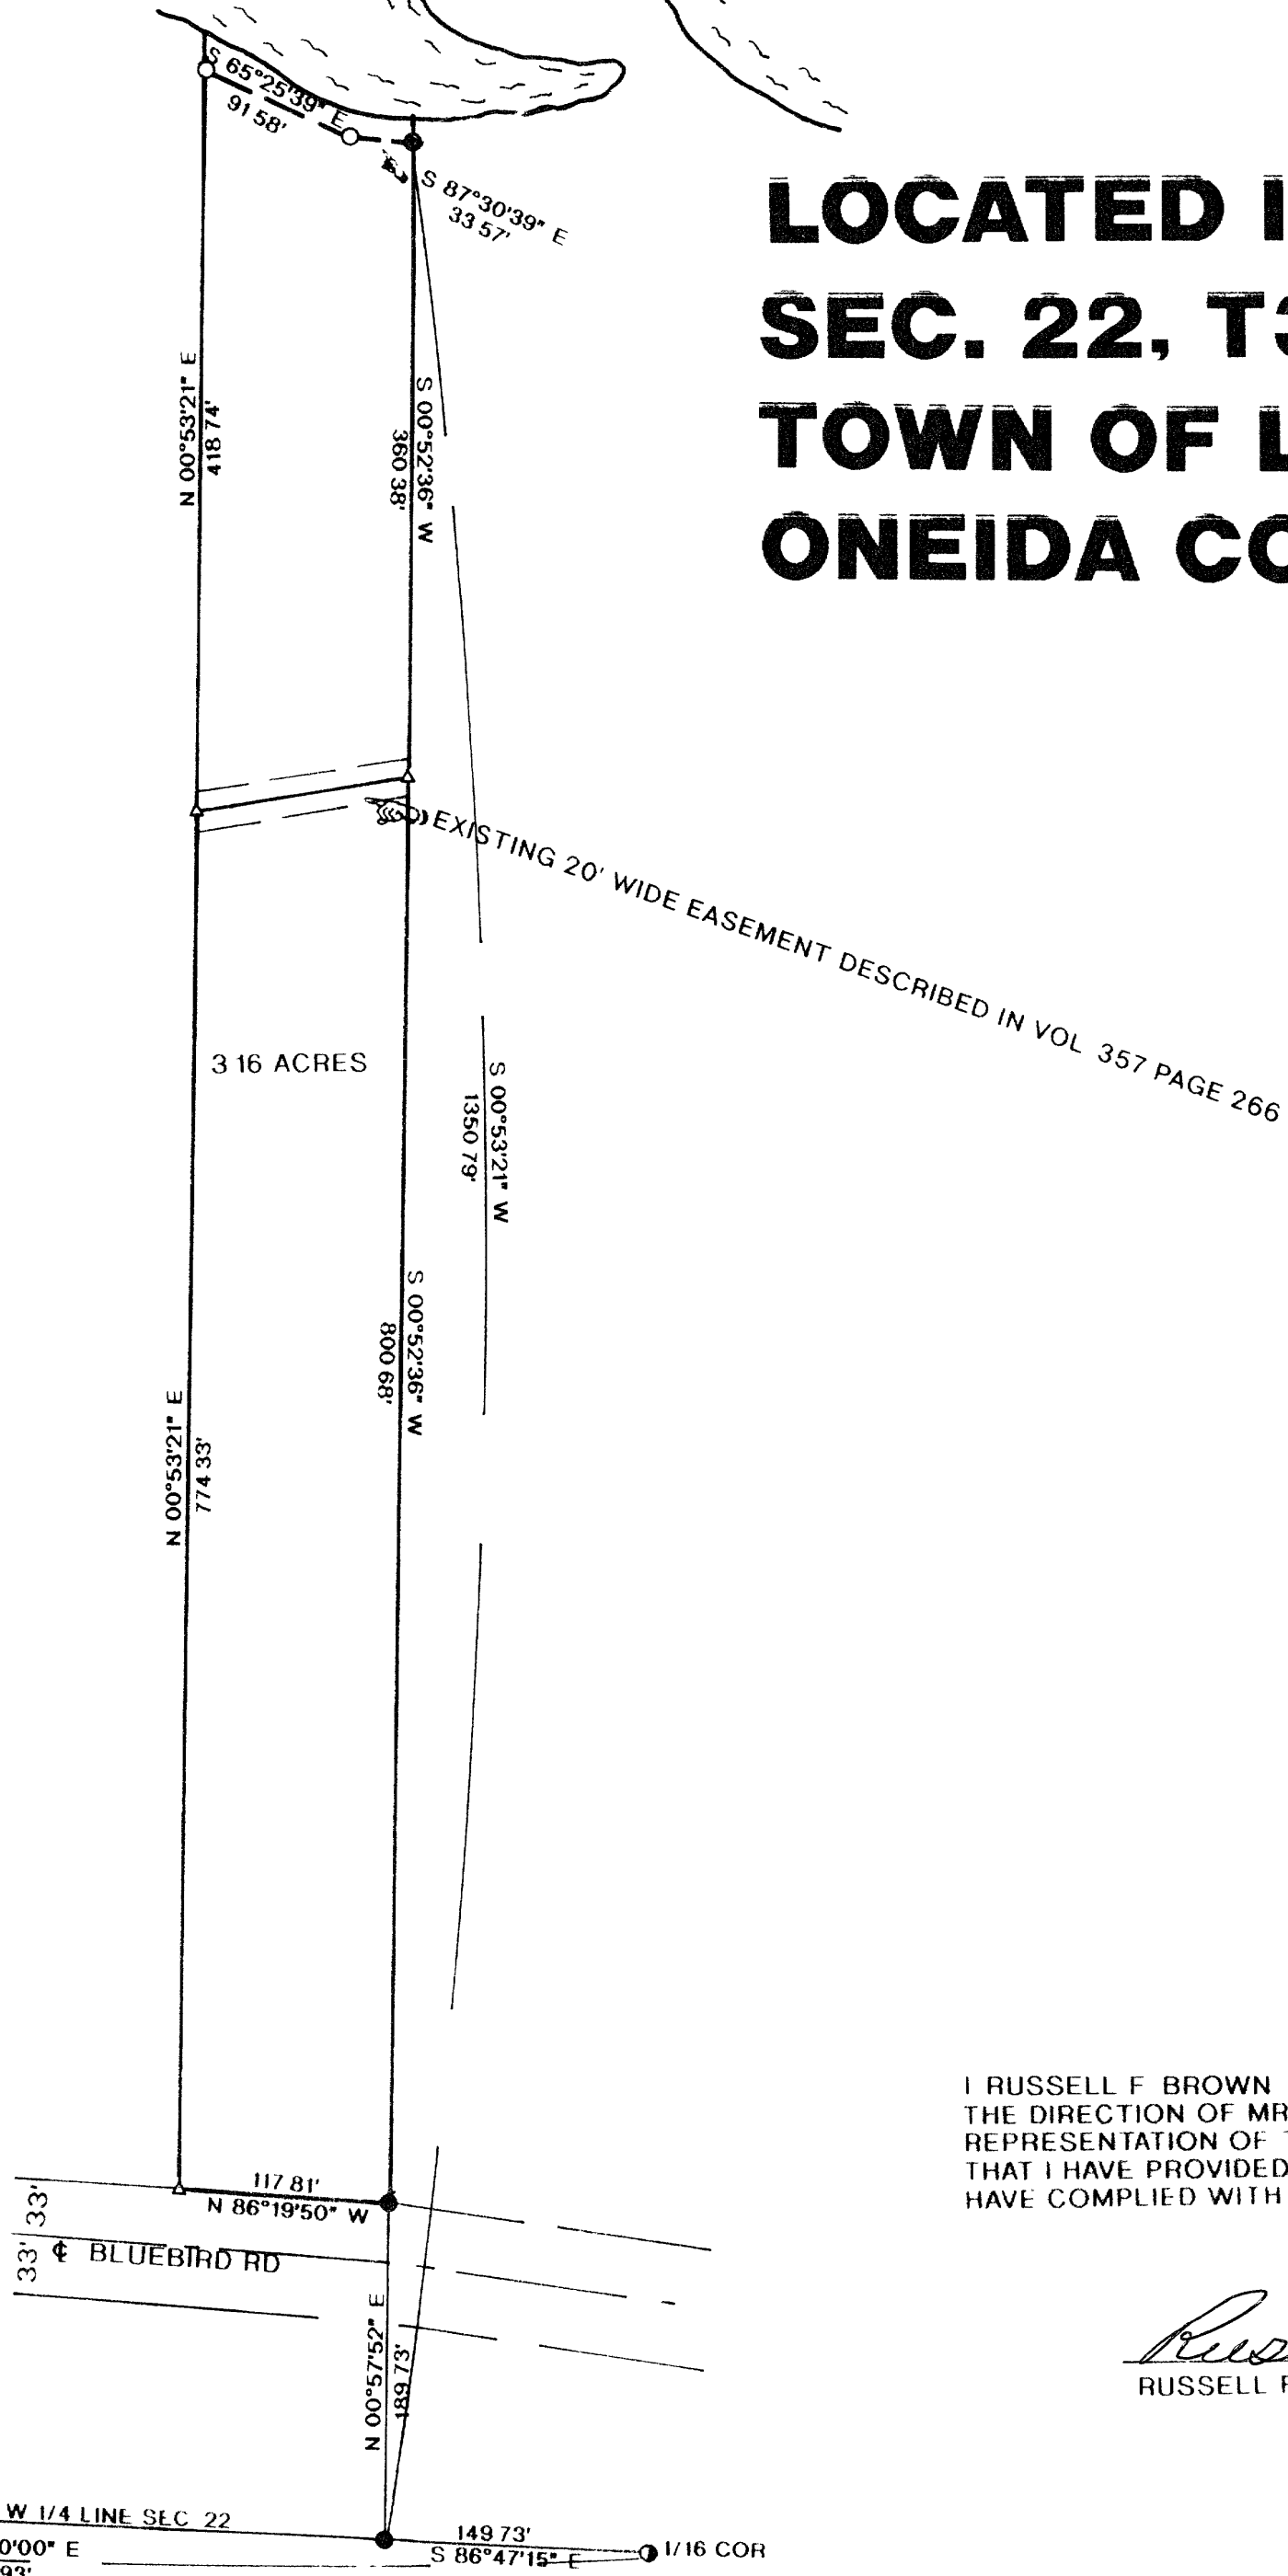 S 65°25'39" E
91 58'
S 87°30'39" E
33 57'
LOCATED I
SEC. 22, T3
TOWN OF L
ONEIDA CO
N 00°53'21" E
418 74'
S 00°52'36" W
360 38'
EXISTING 20' WIDE EASEMENT DESCRIBED IN VOL 357 PAGE 266
3 16 ACRES
S 00°53'21" W
1350 79'
S 00°52'36" W
800 68'
N 00°53'21" E
774 33'
I RUSSELL F BROWN
THE DIRECTION OF MR
REPRESENTATION OF
THAT I HAVE PROVIDED
HAVE COMPLIED WITH
117 81'
N 86°19'50" W
33'
33'
℄ BLUEBIRD RD
N 00°57'52" E
189 73'
Russ
RUSSELL F
W 1/4 LINE SEC 22
0'00" E
93'
149 73'
S 86°47'15" E
1/16 COR